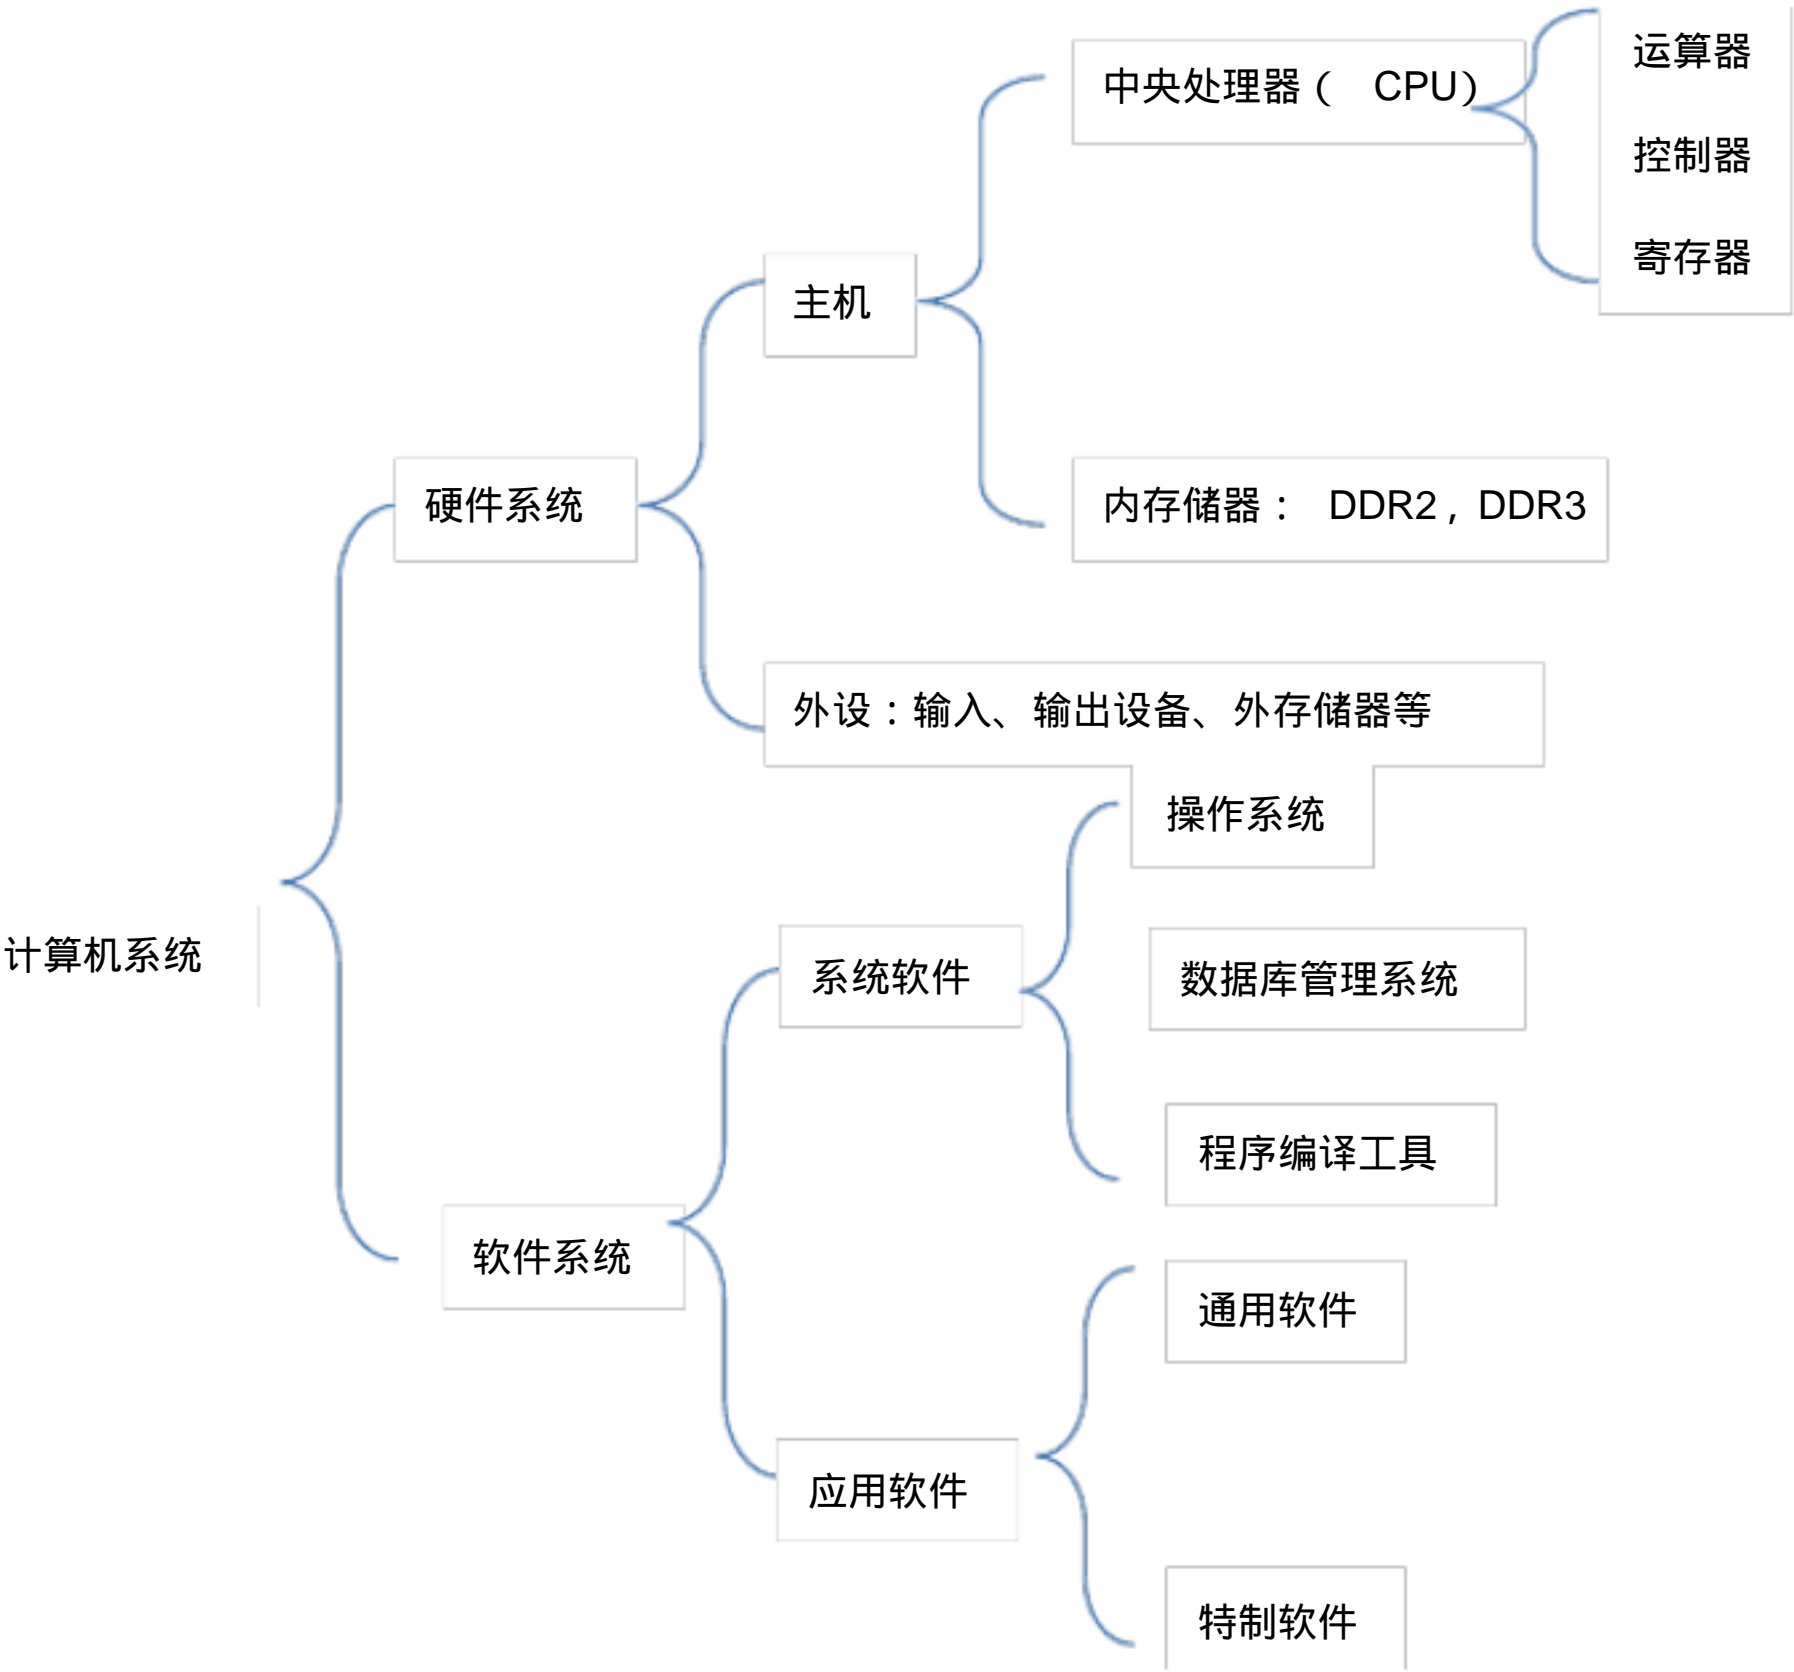 运算器
中央处理器（ CPU）
控制器
寄存器
主机
硬件系统
内存储器： DDR2，DDR3
外设：输入、输出设备、外存储器等
操作系统
计算机系统
系统软件
数据库管理系统
程序编译工具
软件系统
通用软件
应用软件
特制软件